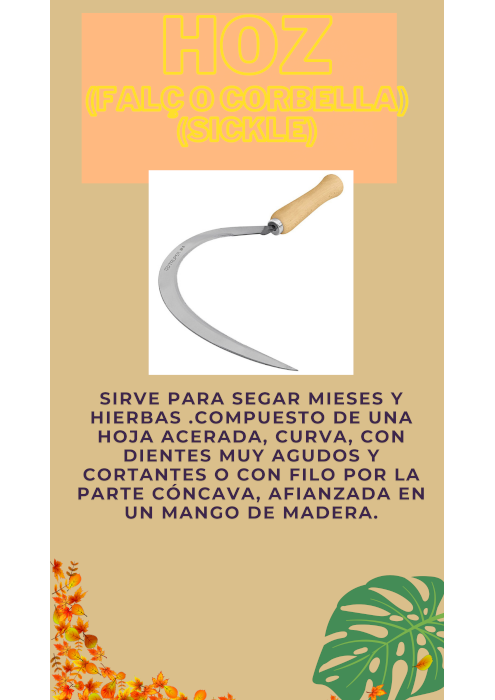 HOZ
(FALÇ O CORBELLA)
(SICKLE)
SIRVE PARA SEGAR MIESES Y
HIERBAS .COMPUESTO DE UNA
HOJA ACERADA, CURVA, CON
DIENTES MUY AGUDOS Y
CORTANTES O CON FILO POR LA
PARTE CÓNCAVA, AFIANZADA EN
UN MANGO DE MADERA.